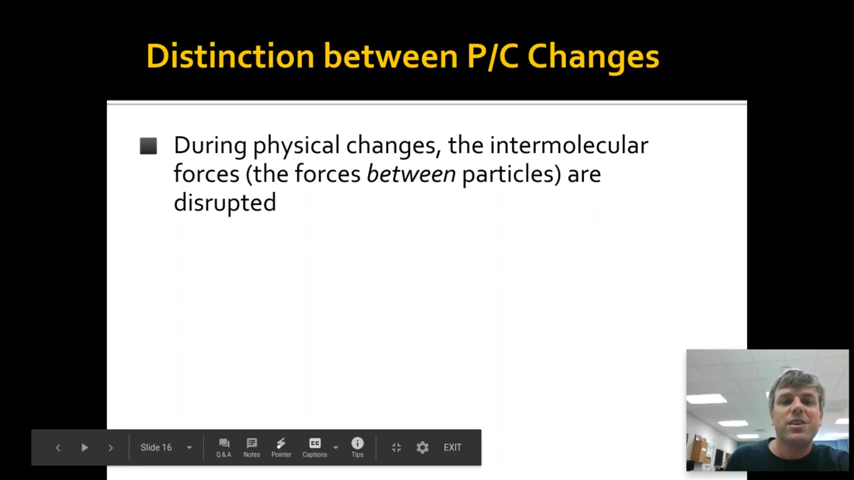 Distinction between P/C Changes
During physical changes, the intermolecular
forces (the forces between particles) are
disrupted
Slide 16
Q & A
Notes
Pointer
Captions
Tips
EXIT